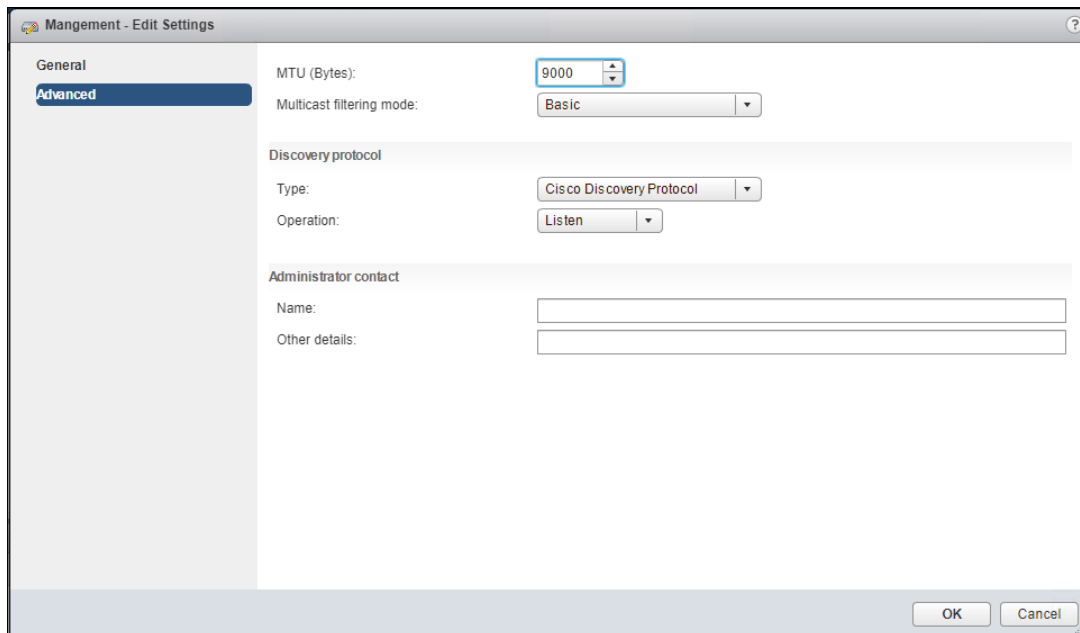 Mangement - Edit Settings
?
General
Advanced
MTU (Bytes): 9000
Multicast filtering mode: Basic
Discovery protocol
Type: Cisco Discovery Protocol
Operation: Listen
Administrator contact
Name:
Other details:
OK Cancel